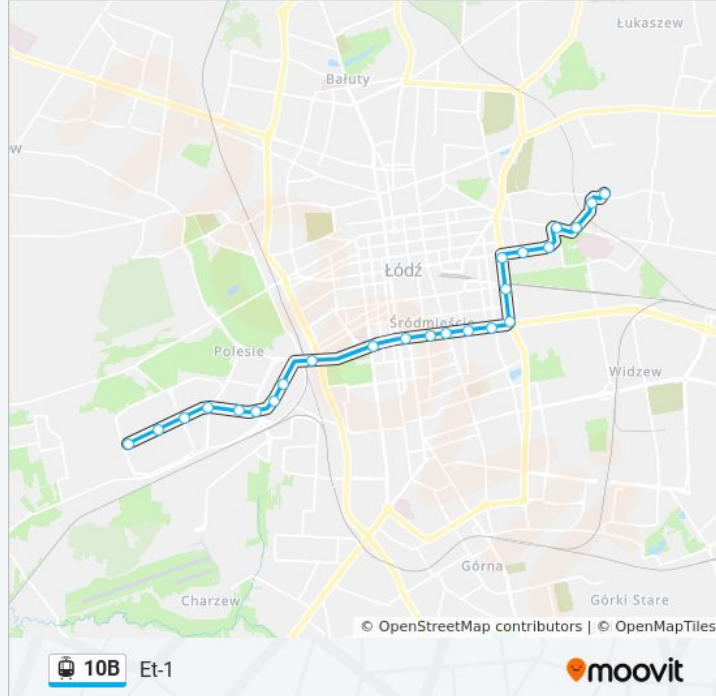 Łukaszew
Bałuty
w
Łódź
Śródmieście
Polesie
Widzew
Górna
Charzew
Górki Stare
© OpenStreetMap contributors | © OpenMapTiles
10B Et-1 moovit